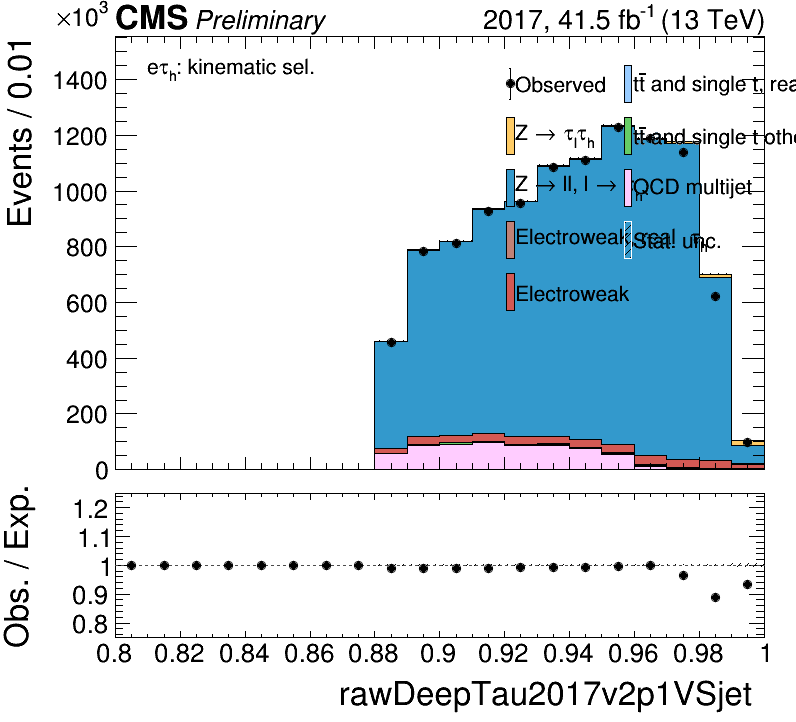 ×10³ CMS Preliminary 2017, 41.5 fb⁻¹ (13 TeV)
eτₕ: kinematic sel.
Events / 0.01
1400
1200
1000
800
600
400
200
0
Observed
Z → τₗτₕ
Z → ll, l → τₕ
Electroweak real τₕ
Electroweak
tt̄ and single t, rea
tt̄ and single t othe
QCD multijet
Stat. unc.
Obs. / Exp.
1.2
1.1
1
0.9
0.8
0.8 0.82 0.84 0.86 0.88 0.9 0.92 0.94 0.96 0.98 1
rawDeepTau2017v2p1VSjet